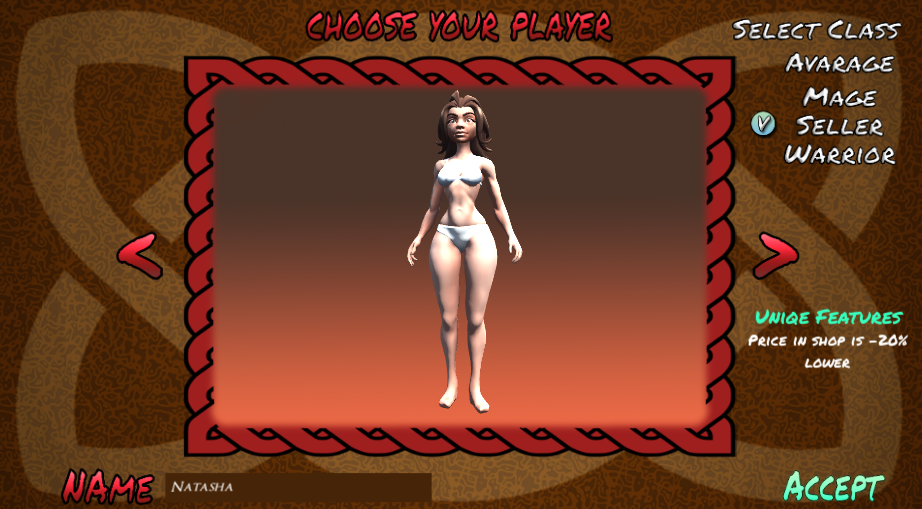 CHOOSE YOUR PLAYER
SELECT CLASS
AVARAGE
MAGE
SELLER
WARRIOR
UNIQE FEATURES
PRICE IN SHOP IS -20%
LOWER
NAME
NATASHA
ACCEPT